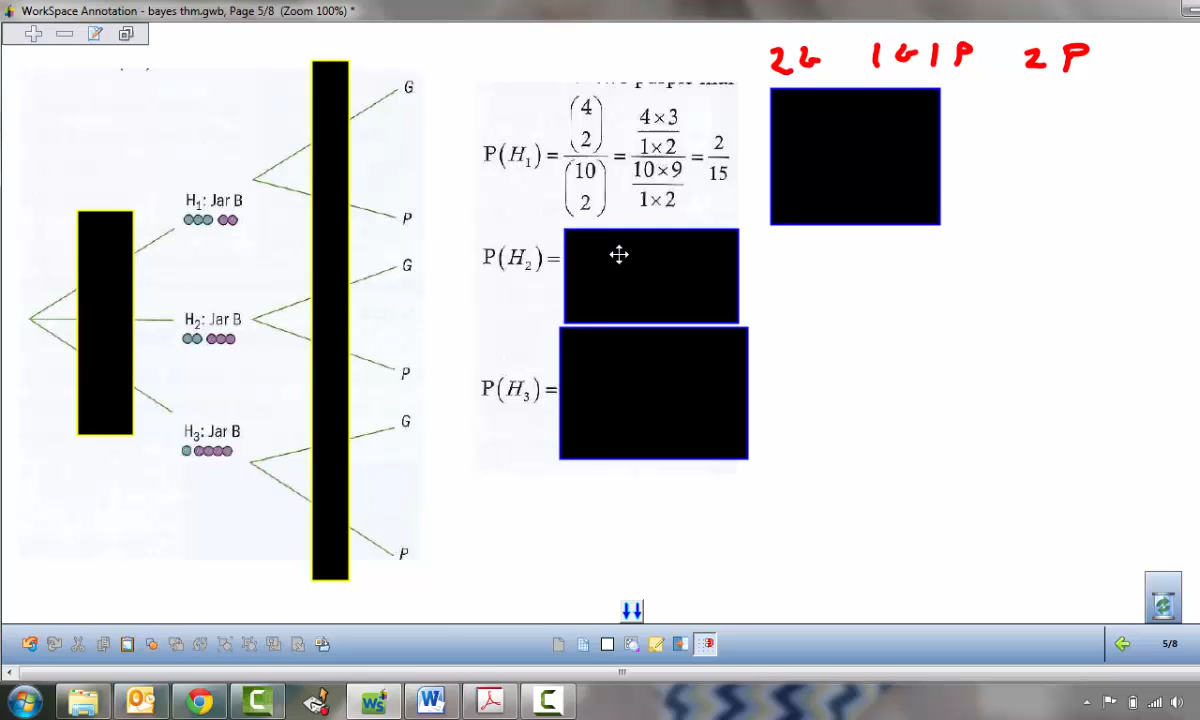 WorkSpace Annotation - bayes thm.gwb, Page 5/8 (Zoom 100%) *
2G 1G1P 2P
G
P(H₁) = (4 2) / (10 2) = (4 × 3 / 1 × 2) / (10 × 9 / 1 × 2) = 2/15
H₁: Jar B
P
P(H₂) =
G
H₂: Jar B
P
P(H₃) =
G
H₃: Jar B
P
5/8